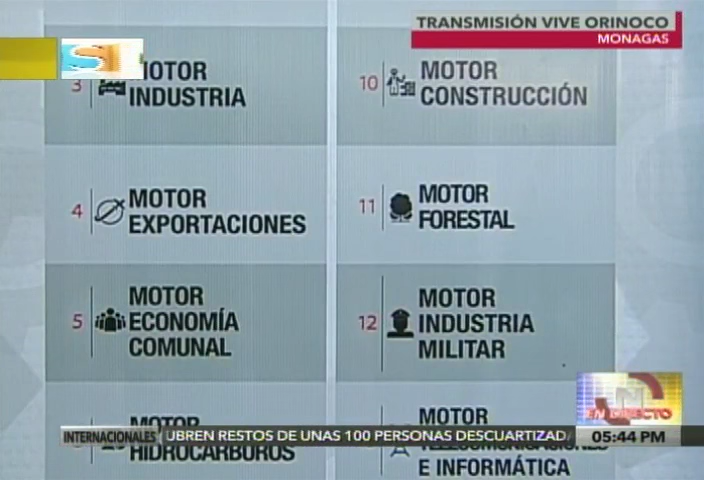 TRANSMISIÓN VIVE ORINOCO
MONAGAS
3 MOTOR
INDUSTRIA
4 MOTOR
EXPORTACIONES
5 MOTOR
ECONOMÍA
COMUNAL
MOTOR
HIDROCARBUROS
10 MOTOR
CONSTRUCCIÓN
11 MOTOR
FORESTAL
12 MOTOR
INDUSTRIA
MILITAR
MOTOR
TELECOMUNICACIONES
E INFORMÁTICA
EN DIRECTO
INTERNACIONALES UBREN RESTOS DE UNAS 100 PERSONAS DESCUARTIZAD
05:44 PM